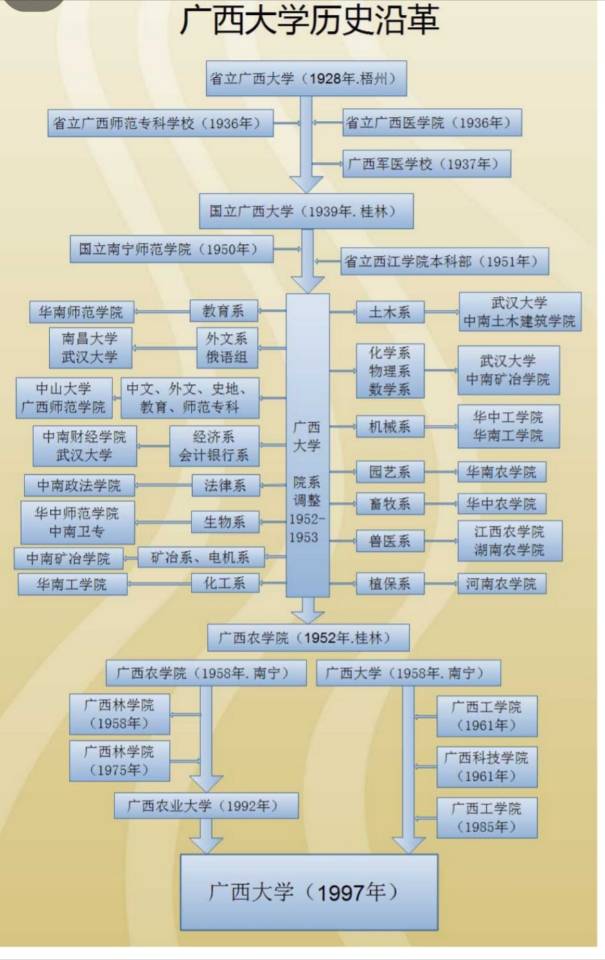 广西大学历史沿革
省立广西大学（1928年.梧州）
省立广西师范专科学校（1936年）
省立广西医学院（1936年）
广西军医学校（1937年）
国立广西大学（1939年.桂林）
国立南宁师范学院（1950年）
省立西江学院本科部（1951年）
广西
大学
院系
调整
1952-
1953
华南师范学院
教育系
南昌大学
武汉大学
外文系
俄语组
中山大学
广西师范学院
中文、外文、史地、
教育、师范专科
中南财经学院
武汉大学
经济系
会计银行系
中南政法学院
法律系
华中师范学院
中南卫专
生物系
中南矿冶学院
矿冶系、电机系
华南工学院
化工系
土木系
武汉大学
中南土木建筑学院
化学系
物理系
数学系
武汉大学
中南矿冶学院
机械系
华中工学院
华南工学院
园艺系
华南农学院
畜牧系
华中农学院
兽医系
江西农学院
湖南农学院
植保系
河南农学院
广西农学院（1952年.桂林）
广西农学院（1958年.南宁）
广西大学（1958年.南宁）
广西林学院
（1958年）
广西林学院
（1975年）
广西农业大学（1992年）
广西工学院
（1961年）
广西科技学院
（1961年）
广西工学院
（1985年）
广西大学（1997年）